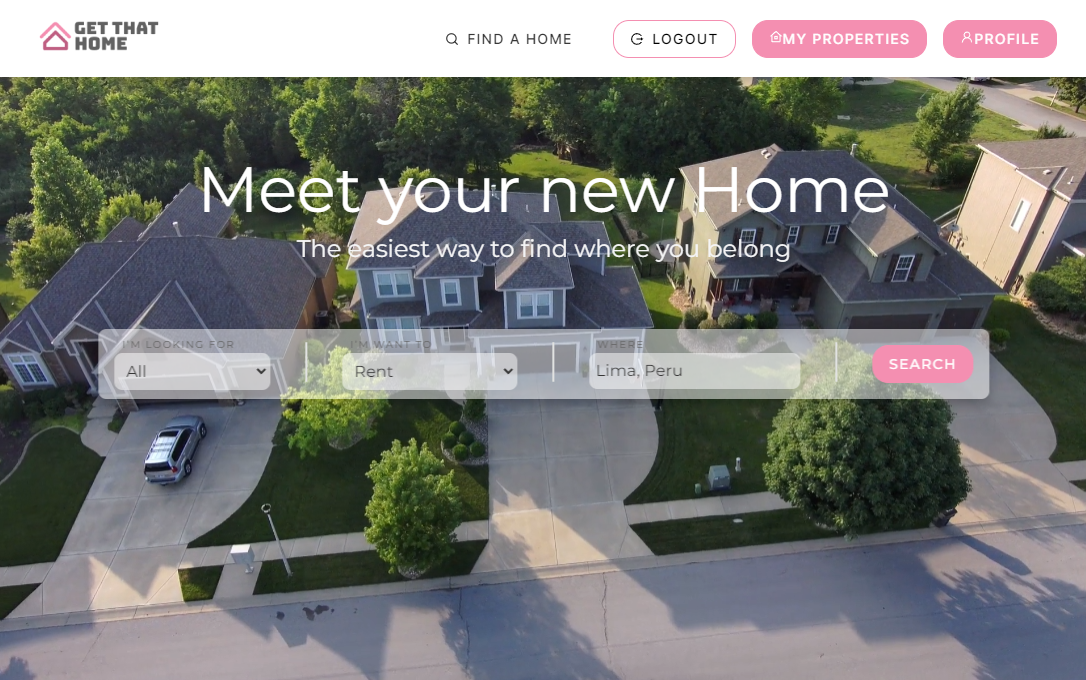 GET THAT
HOME
FIND A HOME
LOGOUT
MY PROPERTIES
PROFILE
Meet your new Home
The easiest way to find where you belong
I'M LOOKING FOR
I'M WANT TO
WHERE
All
Rent
Lima, Peru
SEARCH